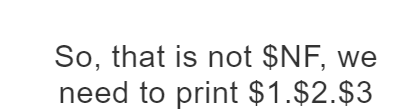 So, that is not $NF, we
need to print $1.$2.$3